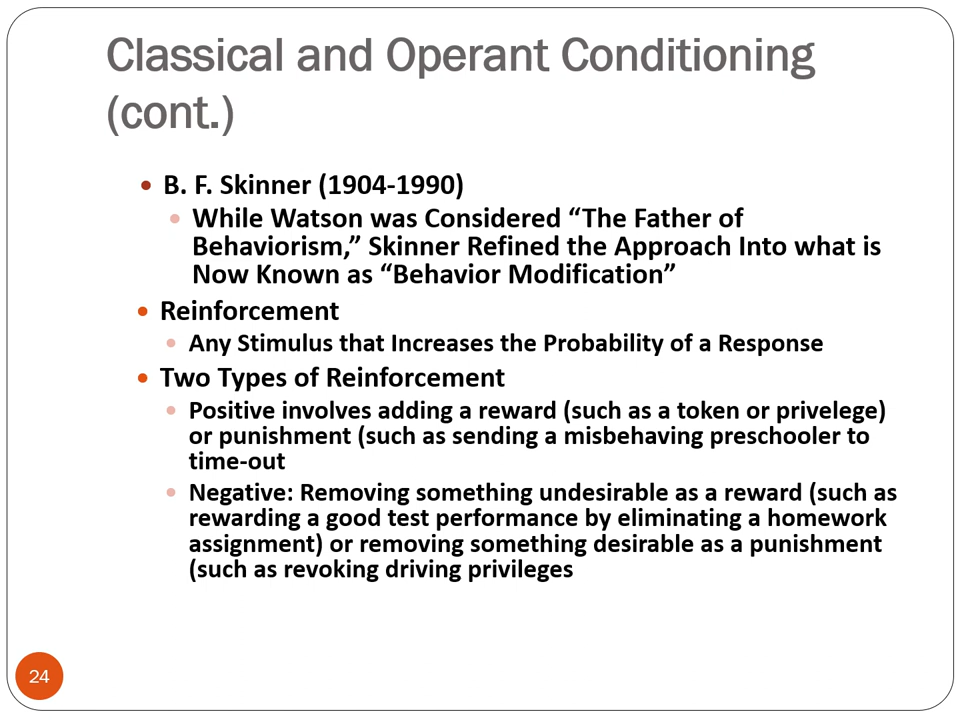 Classical and Operant Conditioning
(cont.)
• B. F. Skinner (1904-1990)
• While Watson was Considered “The Father of
Behaviorism,” Skinner Refined the Approach Into what is
Now Known as “Behavior Modification”
• Reinforcement
• Any Stimulus that Increases the Probability of a Response
• Two Types of Reinforcement
• Positive involves adding a reward (such as a token or privelege)
or punishment (such as sending a misbehaving preschooler to
time-out
• Negative: Removing something undesirable as a reward (such as
rewarding a good test performance by eliminating a homework
assignment) or removing something desirable as a punishment
(such as revoking driving privileges
24